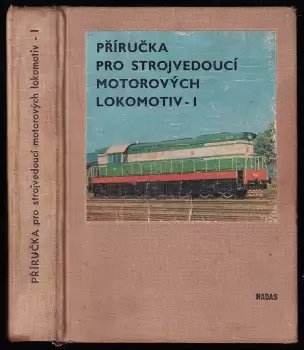 PŘÍRUČKA pro strojvedoucí motorových lokomotiv - I
PŘÍRUČKA
PRO STROJVEDOUCÍ
MOTOROVÝCH
LOKOMOTIV - I
NADAS